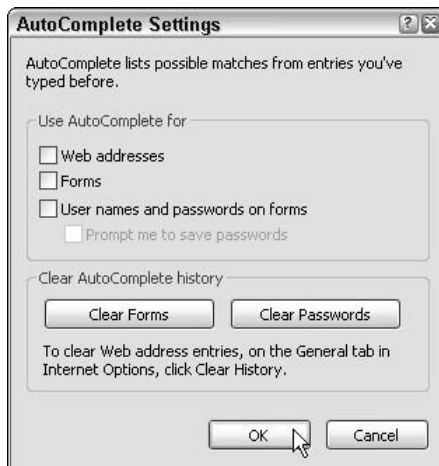 AutoComplete Settings
AutoComplete lists possible matches from entries you've
typed before.
Use AutoComplete for
Web addresses
Forms
User names and passwords on forms
Prompt me to save passwords
Clear AutoComplete history
Clear Forms
Clear Passwords
To clear Web address entries, on the General tab in
Internet Options, click Clear History.
OK
Cancel